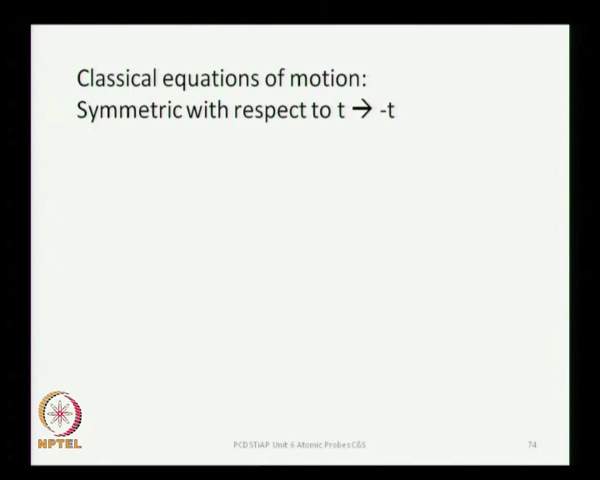 Classical equations of motion:
Symmetric with respect to t → -t
NPTEL
PCD STiAP Unit 6 Atomic Probes C&S
74